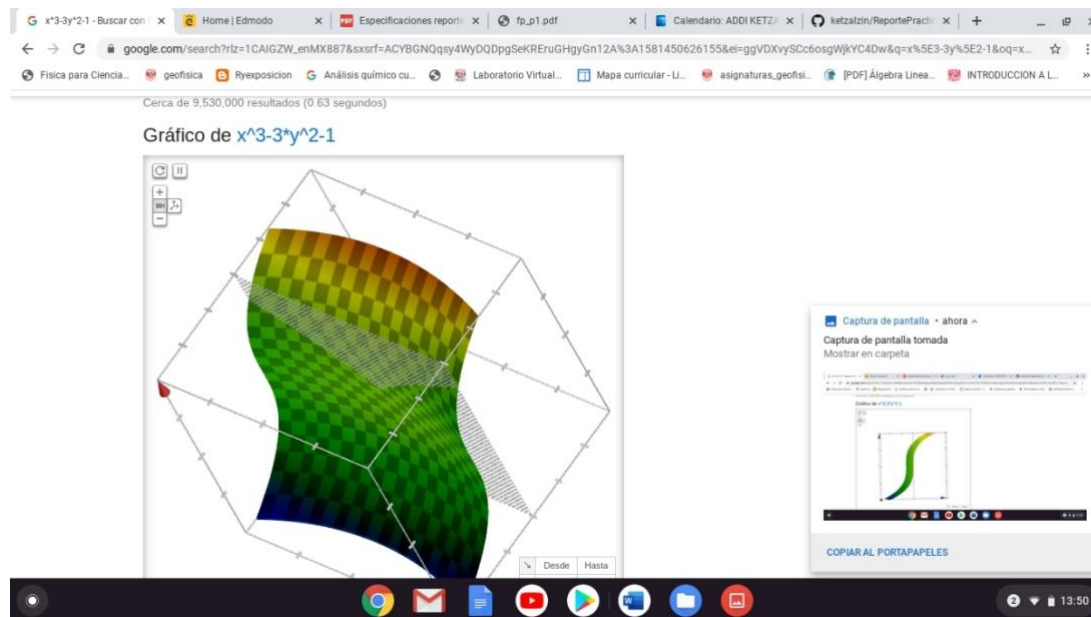 x^3-3*y^2-1 - Buscar con
Home | Edmodo
Especificaciones reporte
fp_p1.pdf
Calendario: ADDI KETZA
ketzalzin/ReportePractic
google.com/search?rlz=1CAIGZW_enMX887&sxsrf=ACYBGNQqsy4WyDQDpgSeKREruGHgyGn12A%3A1581450626155&ei=ggVDXvySCc6osgWjkYC4Dw&q=x%5E3-3y%5E2-1&oq=x...
Fisica para Ciencia...
geofisica
Ryexposicion
Análisis químico cu...
Laboratorio Virtual...
Mapa curricular - Li...
asignaturas_geofisi...
[PDF] Álgebra Linea...
INTRODUCCION A L...
Cerca de 9,530,000 resultados (0.63 segundos)
Gráfico de x^3-3*y^2-1
Desde Hasta
Captura de pantalla • ahora
Captura de pantalla tomada
Mostrar en carpeta
COPIAR AL PORTAPAPELES
2 13:50